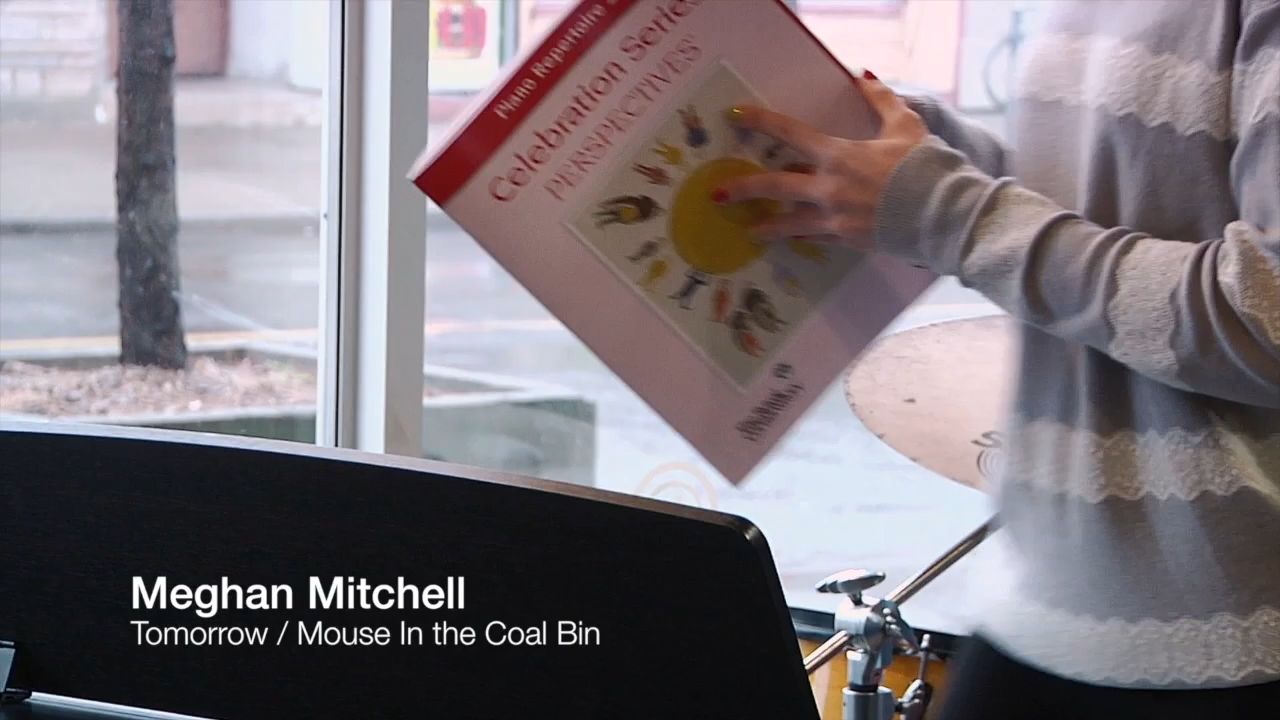 Piano Repertoire
Celebration Series
PERSPECTIVES
Meghan Mitchell
Tomorrow / Mouse In the Coal Bin